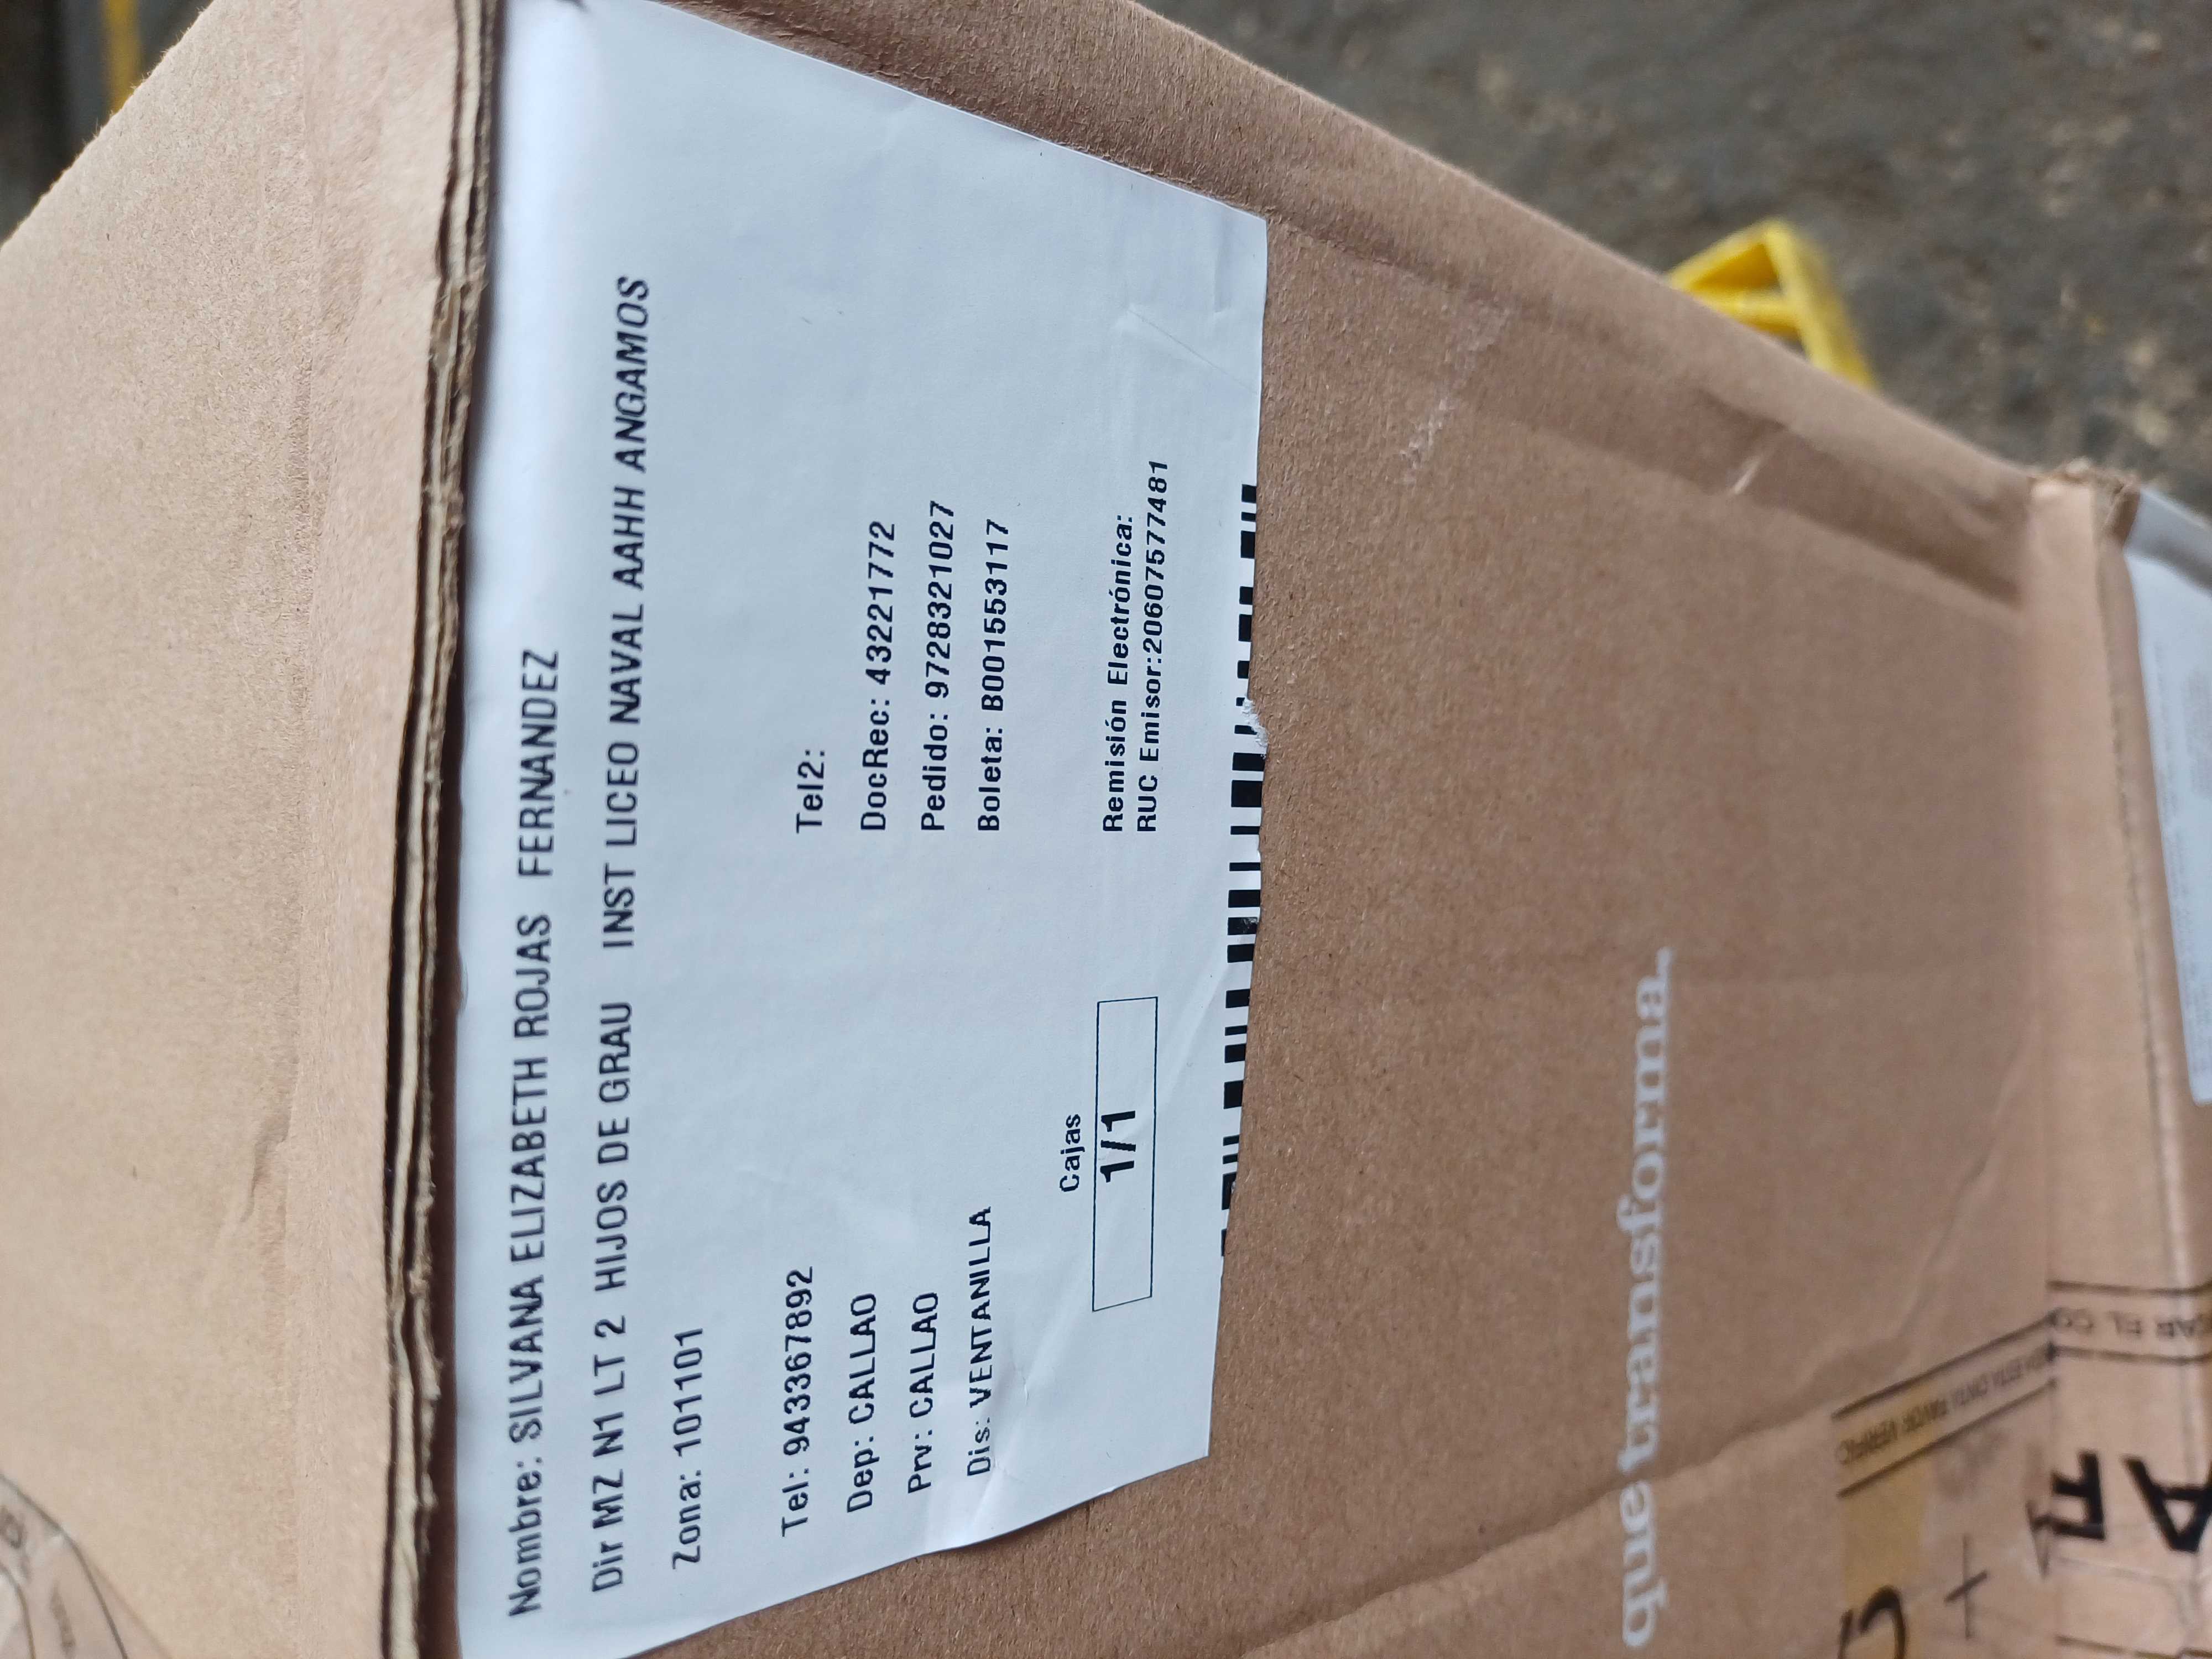 Nombre: SILVANA ELIZABETH ROJAS FERNANDEZ
Dir MZ N1 LT 2 HIJOS DE GRAU INST LICEO NAVAL AAHH ANGAMOS
Zona: 101101
Tel: 943367892 Tel2:
Dep: CALLAO DocRec: 43221772
Prv: CALLAO Pedido: 9728321027
Dis: VENTANILLA Boleta: B001553117
Cajas
1/1
Remisión Electrónica:
RUC Emisor:20607577481
que transforma.